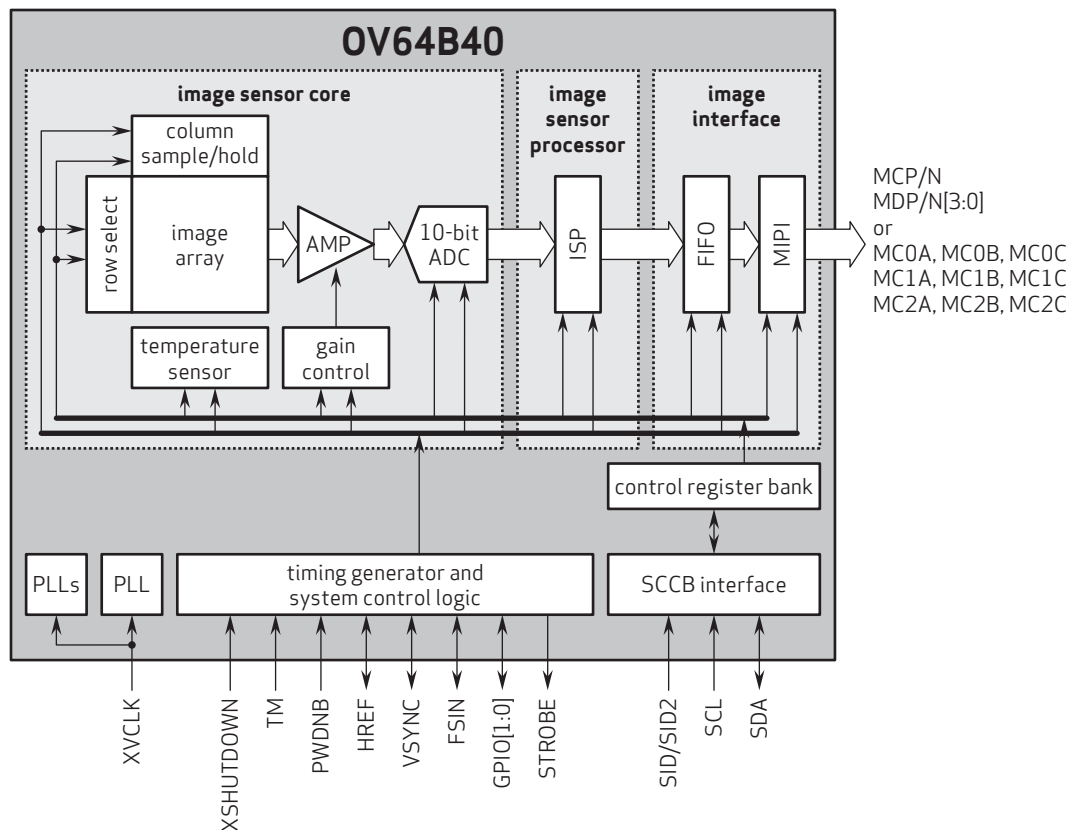 OV64B40
image sensor core
image
sensor
processor
image
interface
column
sample/hold
row select
image
array
AMP
10-bit
ADC
ISP
FIFO
MIPI
MCP/N
MDP/N[3:0]
or
MC0A, MC0B, MC0C
MC1A, MC1B, MC1C
MC2A, MC2B, MC2C
temperature
sensor
gain
control
control register bank
PLLs
PLL
timing generator and
system control logic
SCCB interface
XVCLK
XSHUTDOWN
TM
PWDNB
HREF
VSYNC
FSIN
GPIO[1:0]
STROBE
SID/SID2
SCL
SDA